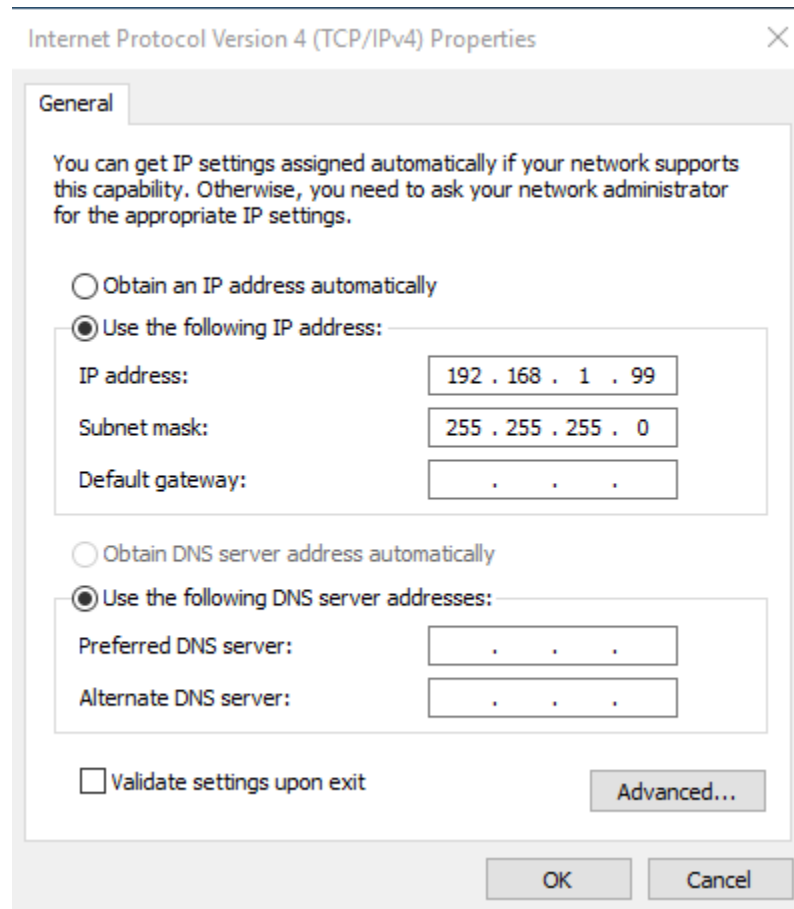 Internet Protocol Version 4 (TCP/IPv4) Properties
General
You can get IP settings assigned automatically if your network supports
this capability. Otherwise, you need to ask your network administrator
for the appropriate IP settings.
Obtain an IP address automatically
Use the following IP address:
IP address: 192 . 168 . 1 . 99
Subnet mask: 255 . 255 . 255 . 0
Default gateway: . . .
Obtain DNS server address automatically
Use the following DNS server addresses:
Preferred DNS server: . . .
Alternate DNS server: . . .
Validate settings upon exit
Advanced...
OK Cancel